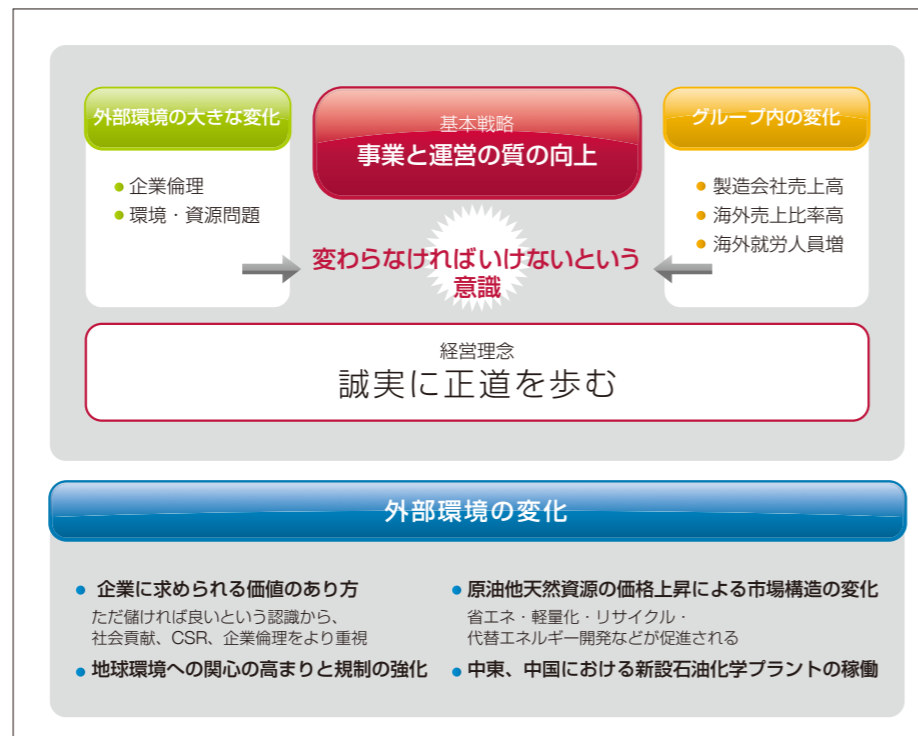 外部環境の大きな変化
・企業倫理
・環境・資源問題
基本戦略
事業と運営の質の向上
グループ内の変化
・製造会社売上高
・海外売上比率高
・海外就労人員増
変わらなければいけないという
意識
経営理念
誠実に正道を歩む
外部環境の変化
・企業に求められる価値のあり方
ただ儲ければ良いという認識から、
社会貢献、CSR、企業倫理をより重視
・地球環境への関心の高まりと規制の強化
・原油他天然資源の価格上昇による市場構造の変化
省エネ・軽量化・リサイクル・
代替エネルギー開発などが促進される
・中東、中国における新設石油化学プラントの稼働